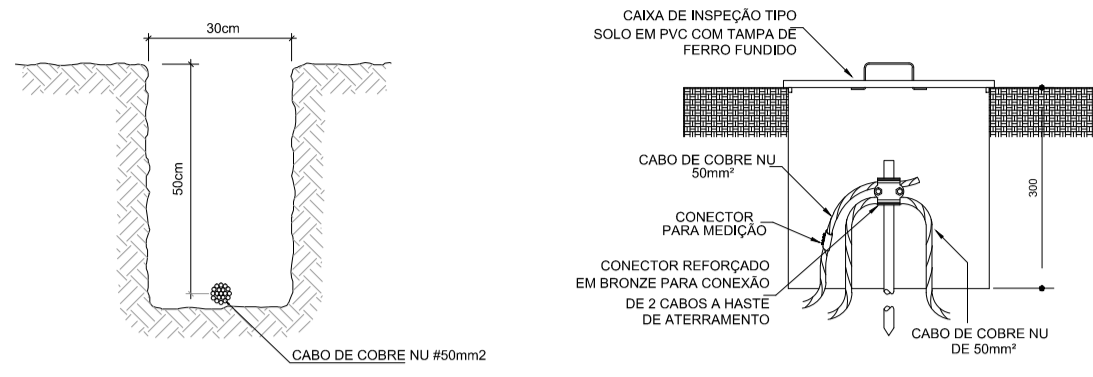 30cm
50cm
CABO DE COBRE NU #50mm2
CAIXA DE INSPEÇÃO TIPO
SOLO EM PVC COM TAMPA DE
FERRO FUNDIDO
CABO DE COBRE NU
50mm²
CONECTOR
PARA MEDIÇÃO
CONECTOR REFORÇADO
EM BRONZE PARA CONEXÃO
DE 2 CABOS A HASTE
DE ATERRAMENTO
300
CABO DE COBRE NU
DE 50mm²